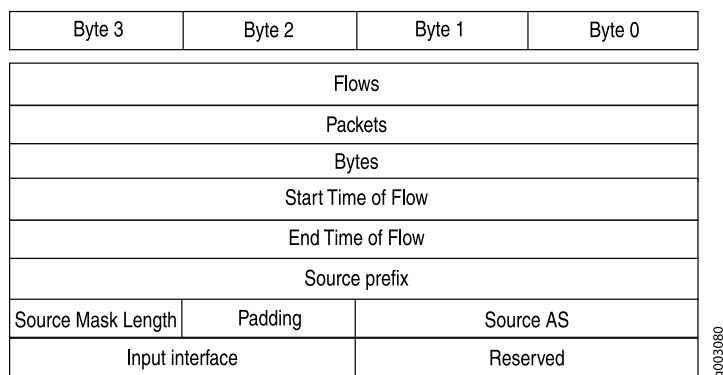 Byte 3 Byte 2 Byte 1 Byte 0
Flows
Packets
Bytes
Start Time of Flow
End Time of Flow
Source prefix
Source Mask Length Padding Source AS
Input interface Reserved
g003080